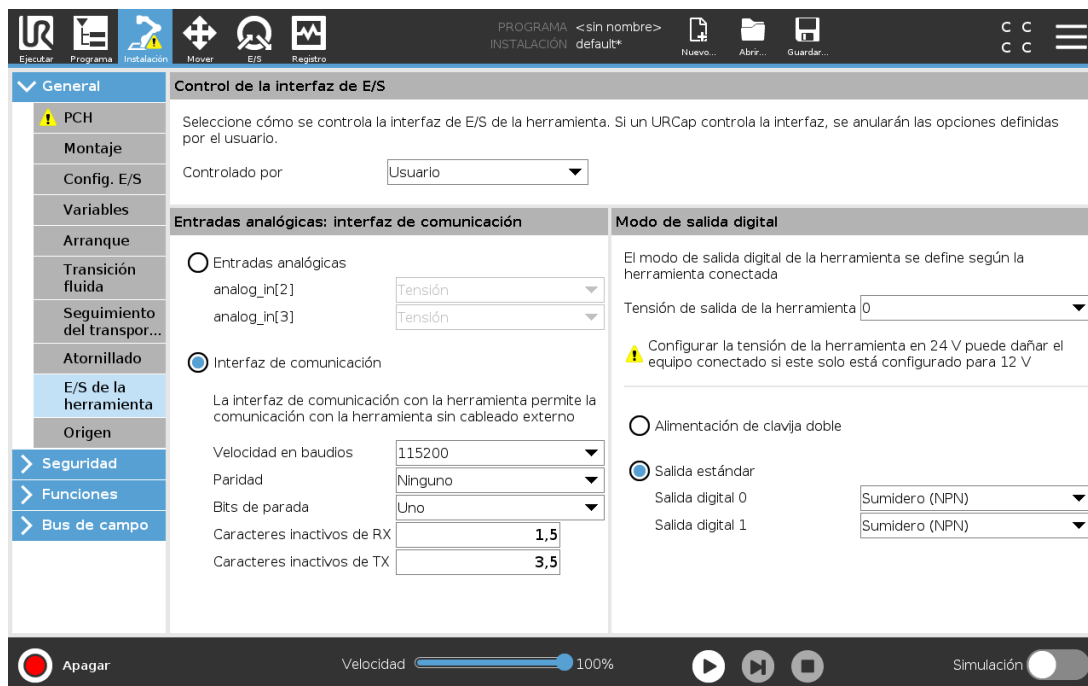 PROGRAMA <sin nombre>
INSTALACIÓN default*
UR
Ejecutar
Programa
Instalación
Mover
E/S
Registro
Nuevo...
Abrir...
Guardar...
C C
C C
General
PCH
Montaje
Config. E/S
Variables
Arranque
Transición
fluida
Seguimiento
del transpor...
Atornillado
E/S de la
herramienta
Origen
Seguridad
Funciones
Bus de campo
Control de la interfaz de E/S
Seleccione cómo se controla la interfaz de E/S de la herramienta. Si un URCap controla la interfaz, se anularán las opciones definidas
por el usuario.
Controlado por Usuario
Entradas analógicas: interfaz de comunicación
Entradas analógicas
analog_in[2] Tensión
analog_in[3] Tensión
Interfaz de comunicación
La interfaz de comunicación con la herramienta permite la
comunicación con la herramienta sin cableado externo
Velocidad en baudios 115200
Paridad Ninguno
Bits de parada Uno
Caracteres inactivos de RX 1,5
Caracteres inactivos de TX 3,5
Modo de salida digital
El modo de salida digital de la herramienta se define según la
herramienta conectada
Tensión de salida de la herramienta 0
Configurar la tensión de la herramienta en 24 V puede dañar el
equipo conectado si este solo está configurado para 12 V
Alimentación de clavija doble
Salida estándar
Salida digital 0 Sumidero (NPN)
Salida digital 1 Sumidero (NPN)
Apagar
Velocidad 100%
Simulación